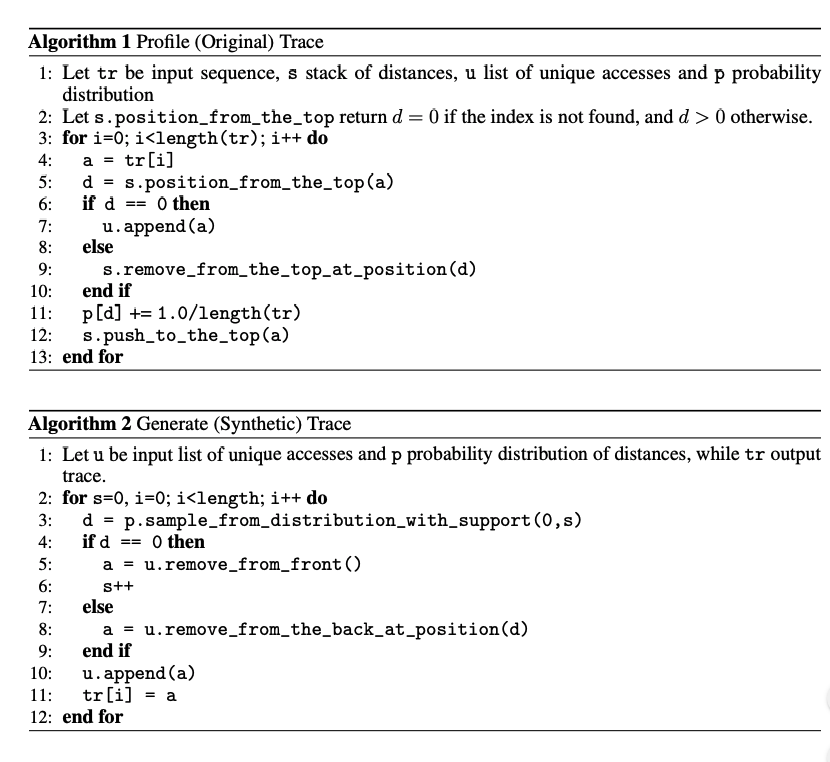 Algorithm 1 Profile (Original) Trace
1: Let tr be input sequence, s stack of distances, u list of unique accesses and p probability
distribution
2: Let s.position_from_the_top return d = 0 if the index is not found, and d > 0 otherwise.
3: for i=0; i<length(tr); i++ do
4: a = tr[i]
5: d = s.position_from_the_top(a)
6: if d == 0 then
7: u.append(a)
8: else
9: s.remove_from_the_top_at_position(d)
10: end if
11: p[d] += 1.0/length(tr)
12: s.push_to_the_top(a)
13: end for
Algorithm 2 Generate (Synthetic) Trace
1: Let u be input list of unique accesses and p probability distribution of distances, while tr output
trace.
2: for s=0, i=0; i<length; i++ do
3: d = p.sample_from_distribution_with_support(0,s)
4: if d == 0 then
5: a = u.remove_from_front()
6: s++
7: else
8: a = u.remove_from_the_back_at_position(d)
9: end if
10: u.append(a)
11: tr[i] = a
12: end for